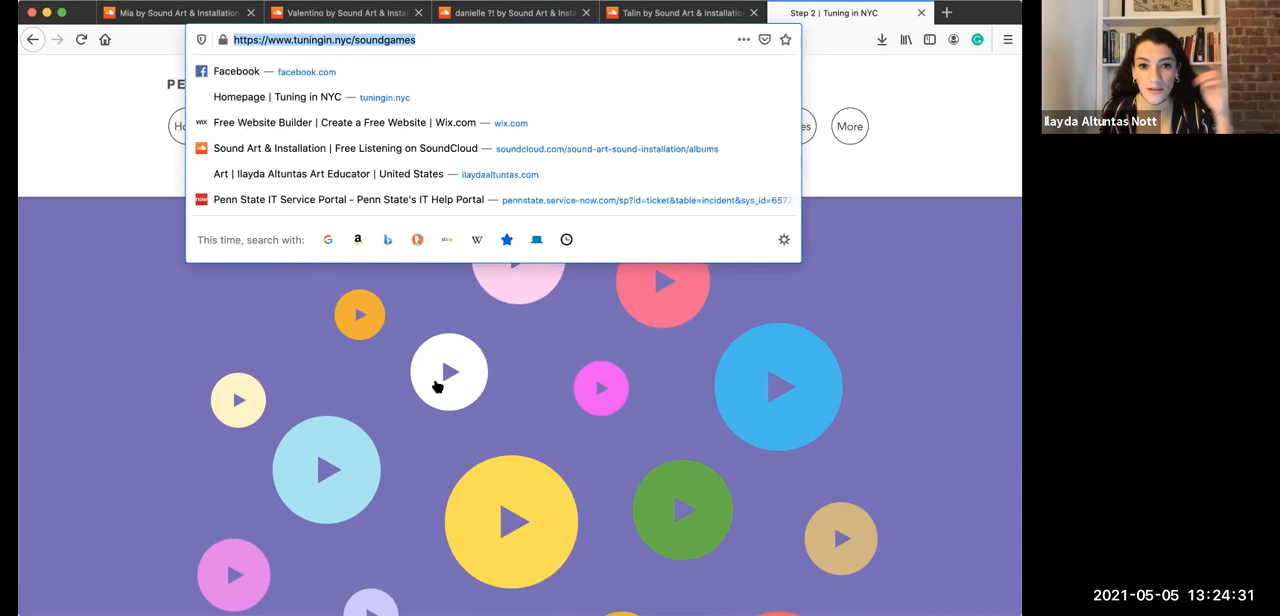 Mia by Sound Art & Installation
Valentino by Sound Art & Insta
danielle ?! by Sound Art & Insta
Talin by Sound Art & Installatio
Step 2 | Tuning in NYC
https://www.tuningin.nyc/soundgames
Facebook — facebook.com
Homepage | Tuning in NYC — tuningin.nyc
WIX Free Website Builder | Create a Free Website | Wix.com — wix.com
Sound Art & Installation | Free Listening on SoundCloud — soundcloud.com/sound-art-sound-installation/albums
Art | Ilayda Altuntas Art Educator | United States — ilaydaaltuntas.com
now Penn State IT Service Portal - Penn State's IT Help Portal — pennstate.service-now.com/sp?id=ticket&table=incident&sys_id=6572
This time, search with:
PE
Ho
es
More
Ilayda Altuntas Nott
2021-05-05 13:24:31